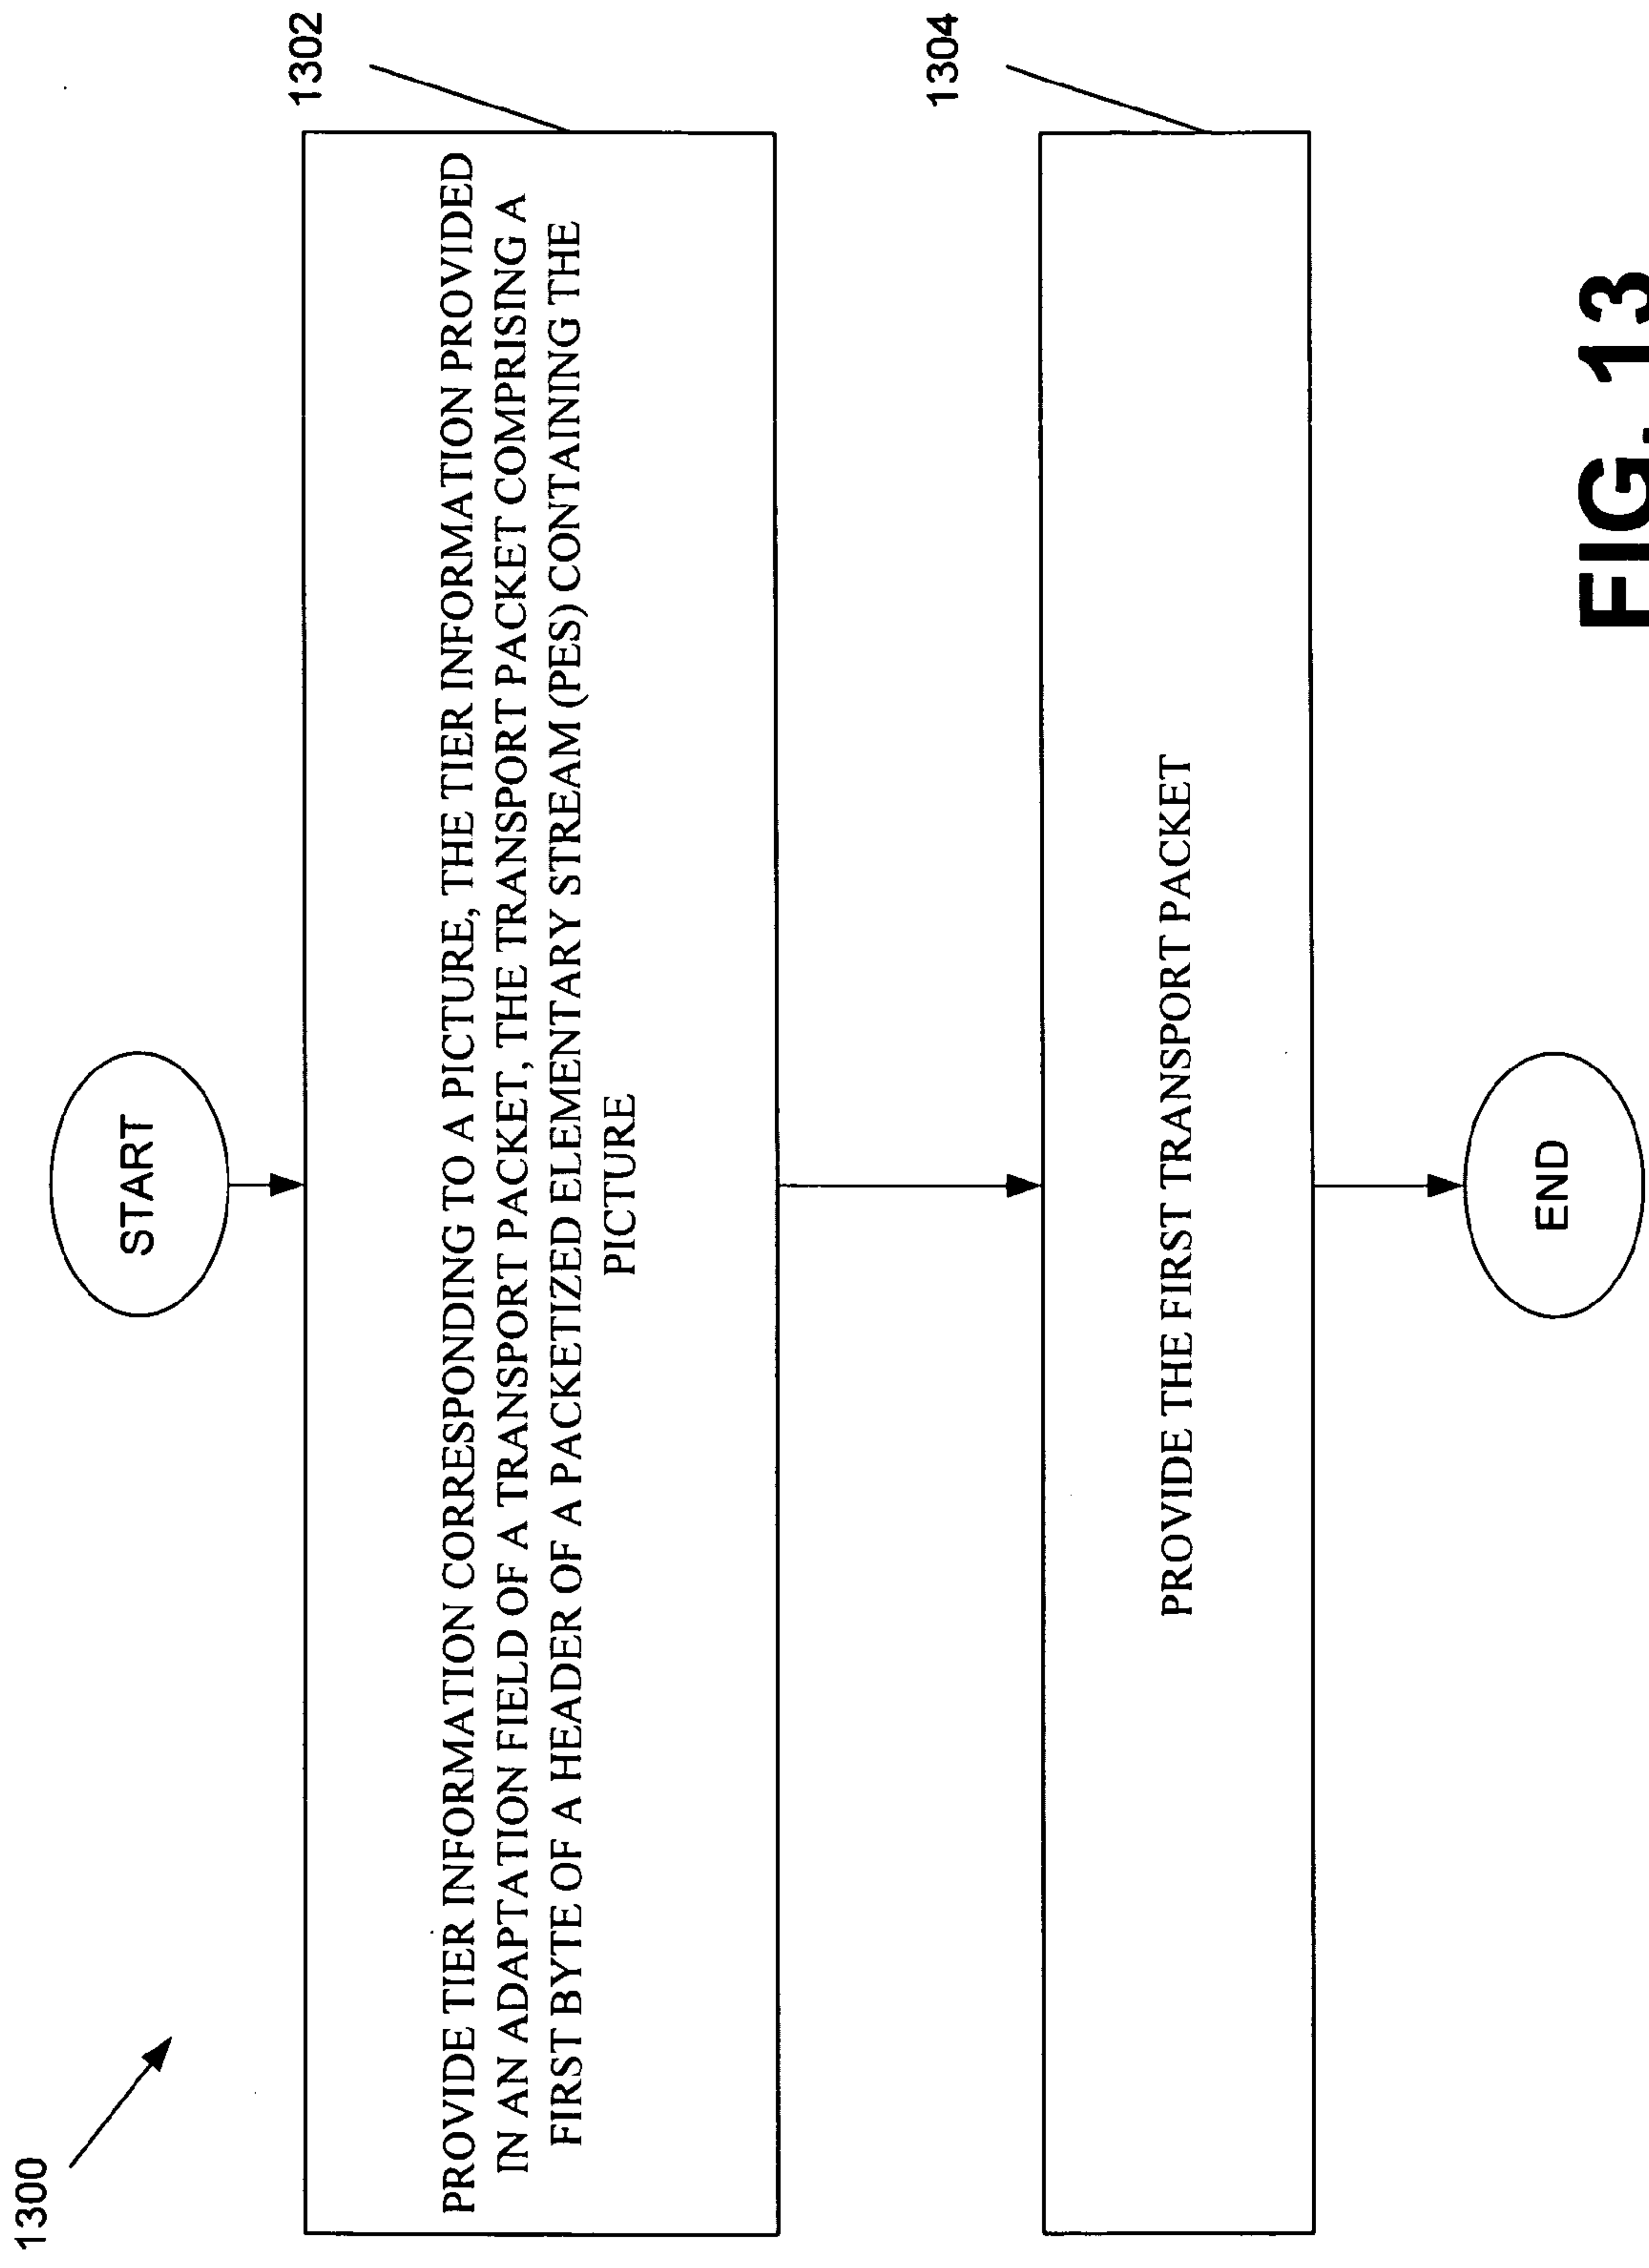 1300
START
1302
PROVIDE TIER INFORMATION CORRESPONDING TO A PICTURE, THE TIER INFORMATION PROVIDED
IN AN ADAPTATION FIELD OF A TRANSPORT PACKET, THE TRANSPORT PACKET COMPRISING A
FIRST BYTE OF A HEADER OF A PACKETIZED ELEMENTARY STREAM (PES) CONTAINING THE
PICTURE
1304
PROVIDE THE FIRST TRANSPORT PACKET
END
FIG. 13